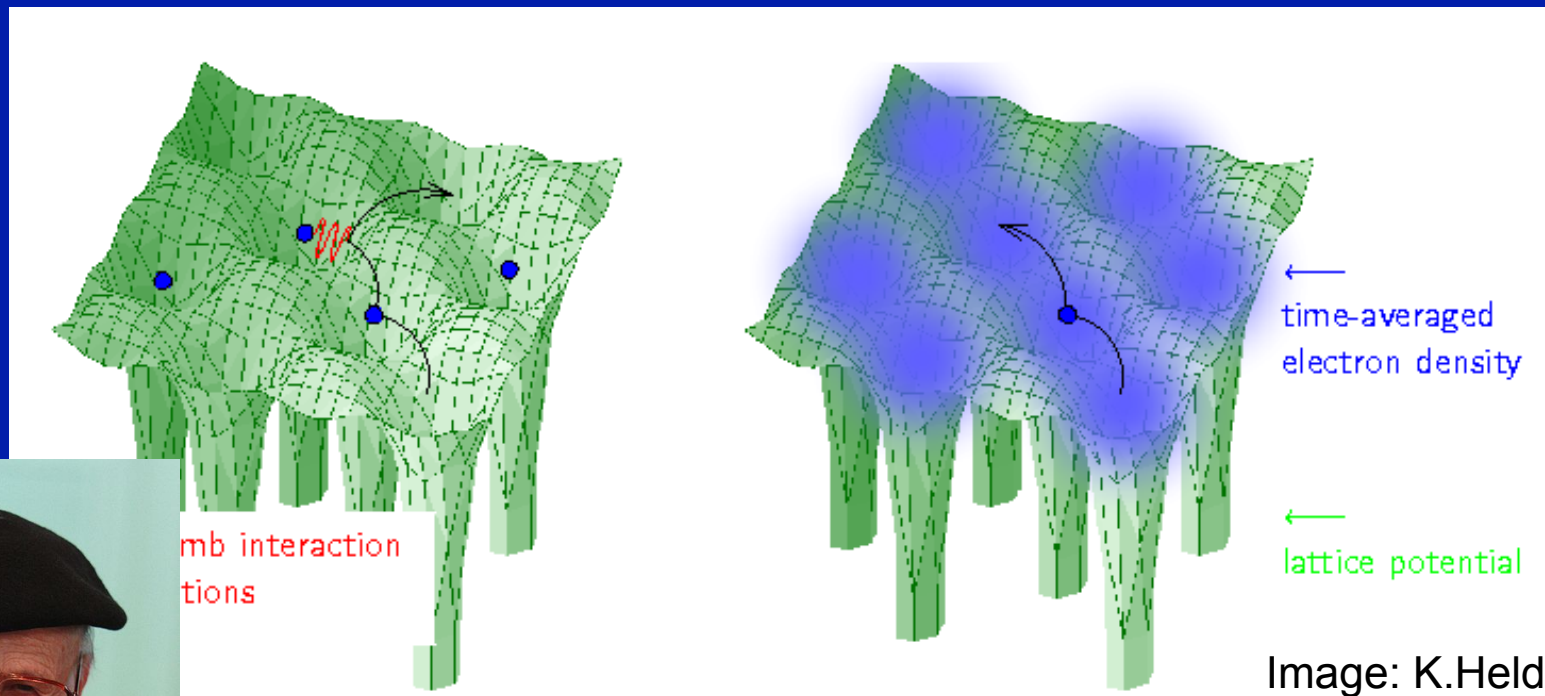 mb interaction
tions
time-averaged
electron density
lattice potential
Image: K.Held